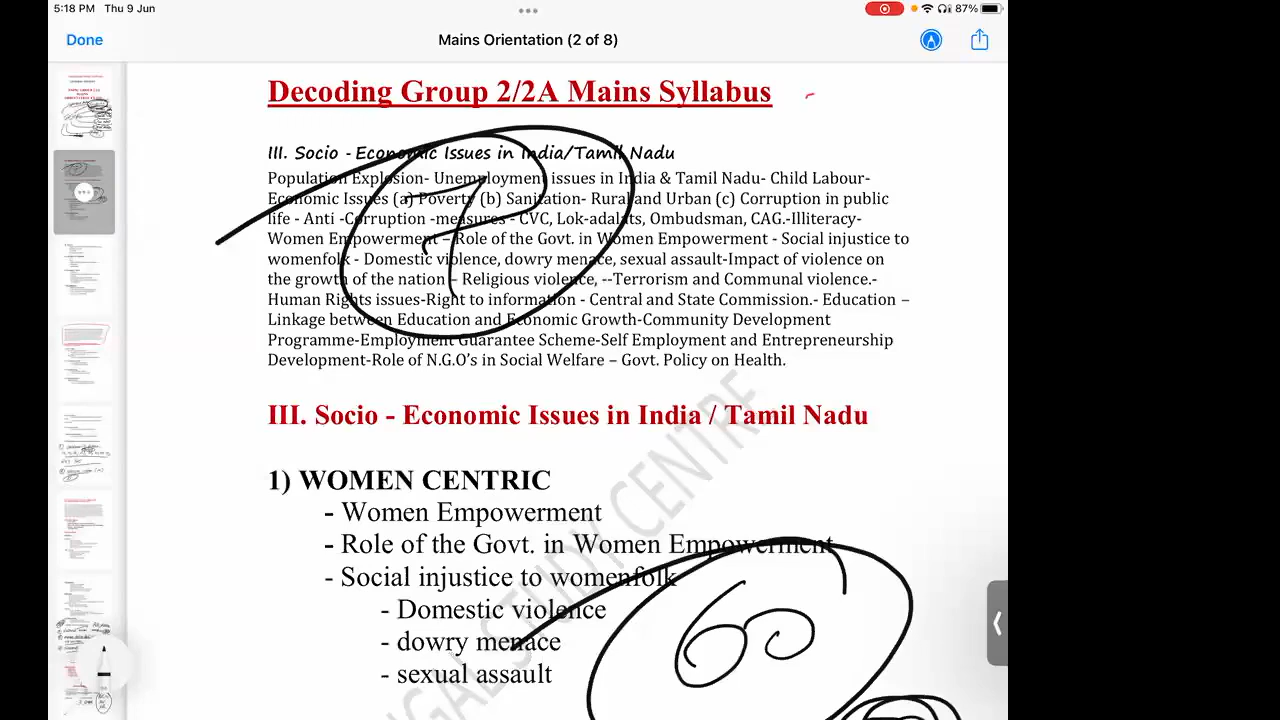 5:18 PM Thu 9 Jun
87%
Done
Mains Orientation (2 of 8)
Decoding Group 2/2A Mains Syllabus
III. Socio - Economic Issues in India/Tamil Nadu
Population Explosion- Unemployment issues in India & Tamil Nadu- Child Labour-
Economic Issues (a) Poverty (b) Sanitation- Rural and Urban (c) Corruption in public
life - Anti -Corruption -measures - CVC, Lok-adalats, Ombudsman, CAG.-Illiteracy-
Women Empowerment – Role of the Govt. in Women Empowerment - Social injustice to
womenfolk - Domestic violence, dowry menace, sexual assault-Impact of violence on
the growth of the nation – Religious violence, --Terrorism and Communal violence.-
Human Rights issues-Right to information - Central and State Commission.- Education –
Linkage between Education and Economic Growth-Community Development
Programme-Employment Guarantee Scheme-Self Employment and Entrepreneurship
Development-Role of N.G.O's in Social Welfare – Govt. Policy on Health.
7
III. Socio - Economic Issues in India / Tamil Nadu
1) WOMEN CENTRIC
- Women Empowerment
- Role of the Govt. in Women Empowerment
- Social injustice to womenfolk
- Domestic violence
- dowry menace
- sexual assault
60
STUDY CENTRE